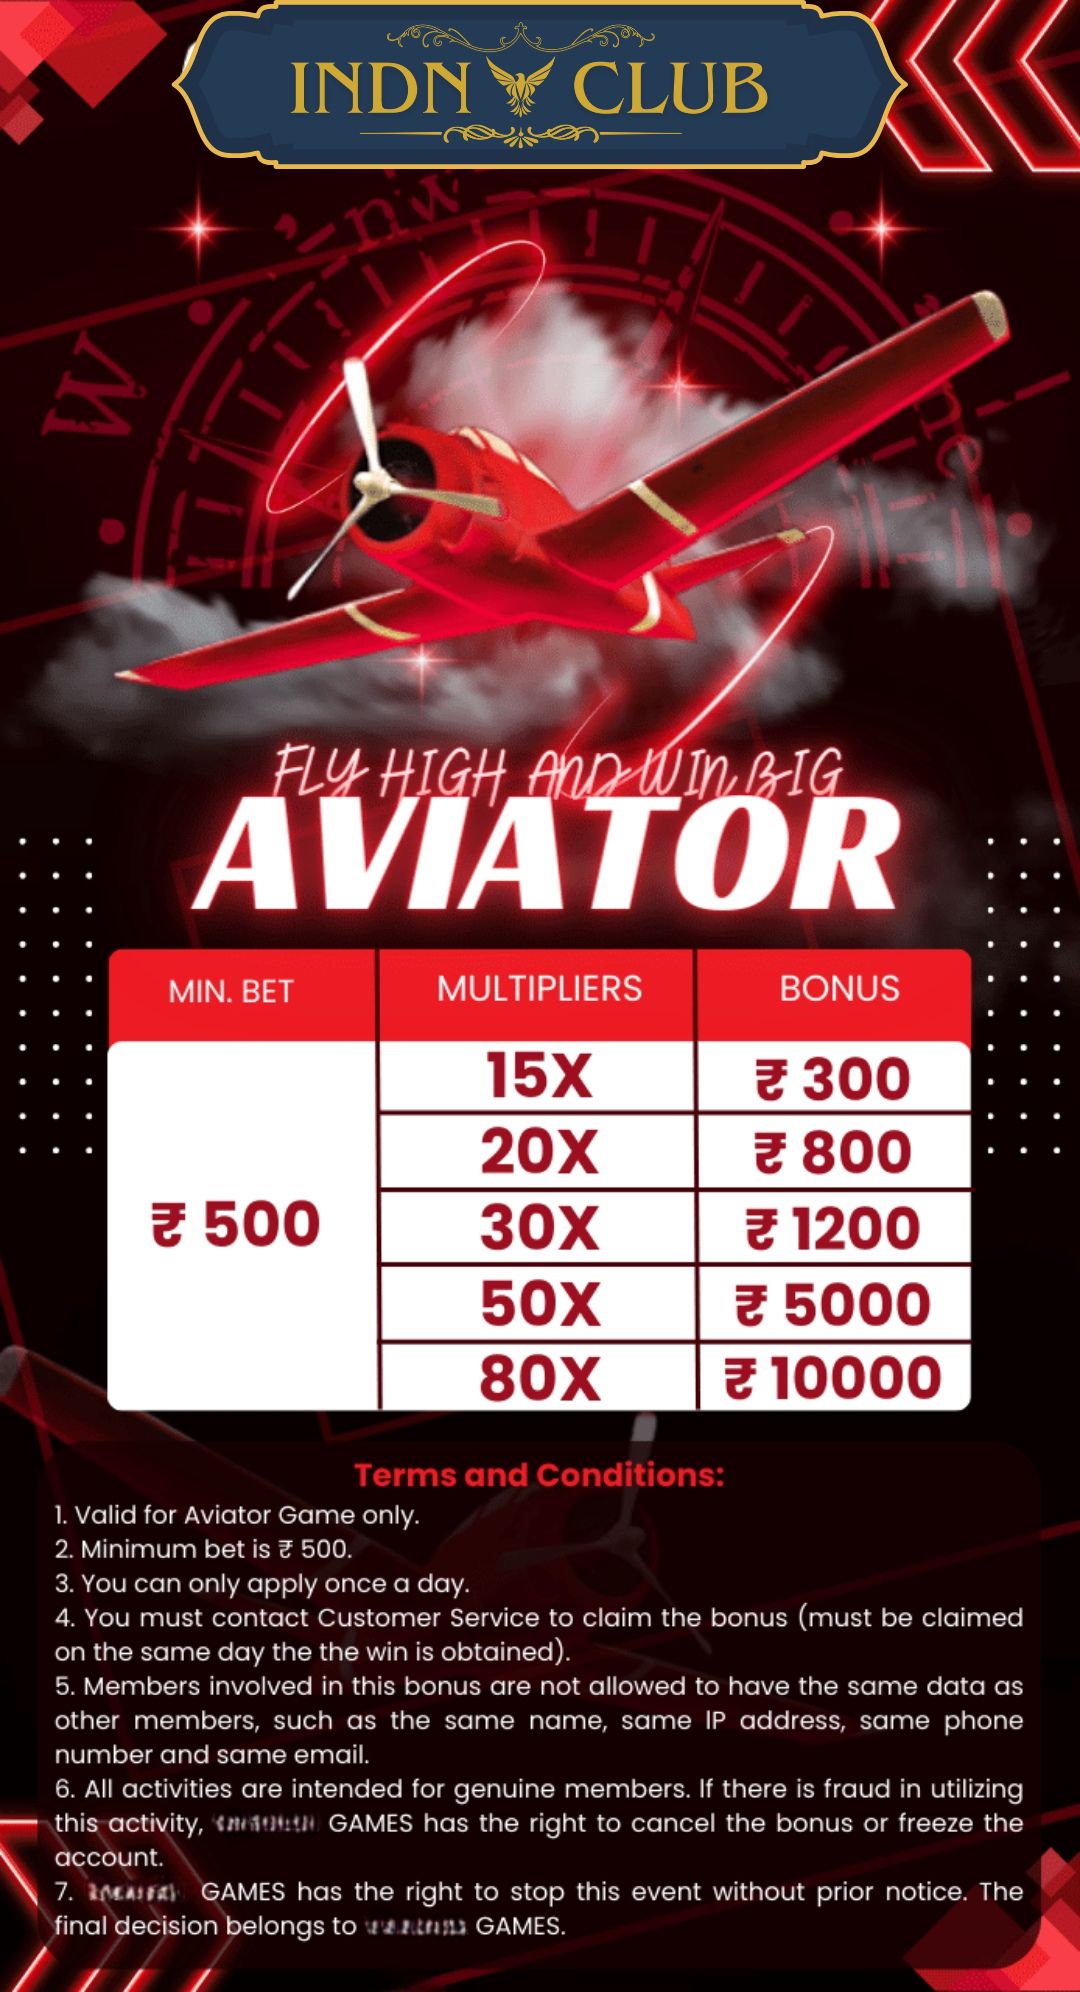 INDN CLUB
W
FLY HIGH AND WIN BIG
AVIATOR
MIN. BET MULTIPLIERS BONUS
15X ₹ 300
20X ₹ 800
₹ 500 30X ₹ 1200
50X ₹ 5000
80X ₹ 10000
Terms and Conditions:
1. Valid for Aviator Game only.
2. Minimum bet is ₹ 500.
3. You can only apply once a day.
4. You must contact Customer Service to claim the bonus (must be claimed
on the same day the the win is obtained).
5. Members involved in this bonus are not allowed to have the same data as
other members, such as the same name, same IP address, same phone
number and same email.
6. All activities are intended for genuine members. If there is fraud in utilizing
this activity, GAMES has the right to cancel the bonus or freeze the
account.
7. GAMES has the right to stop this event without prior notice. The
final decision belongs to GAMES.